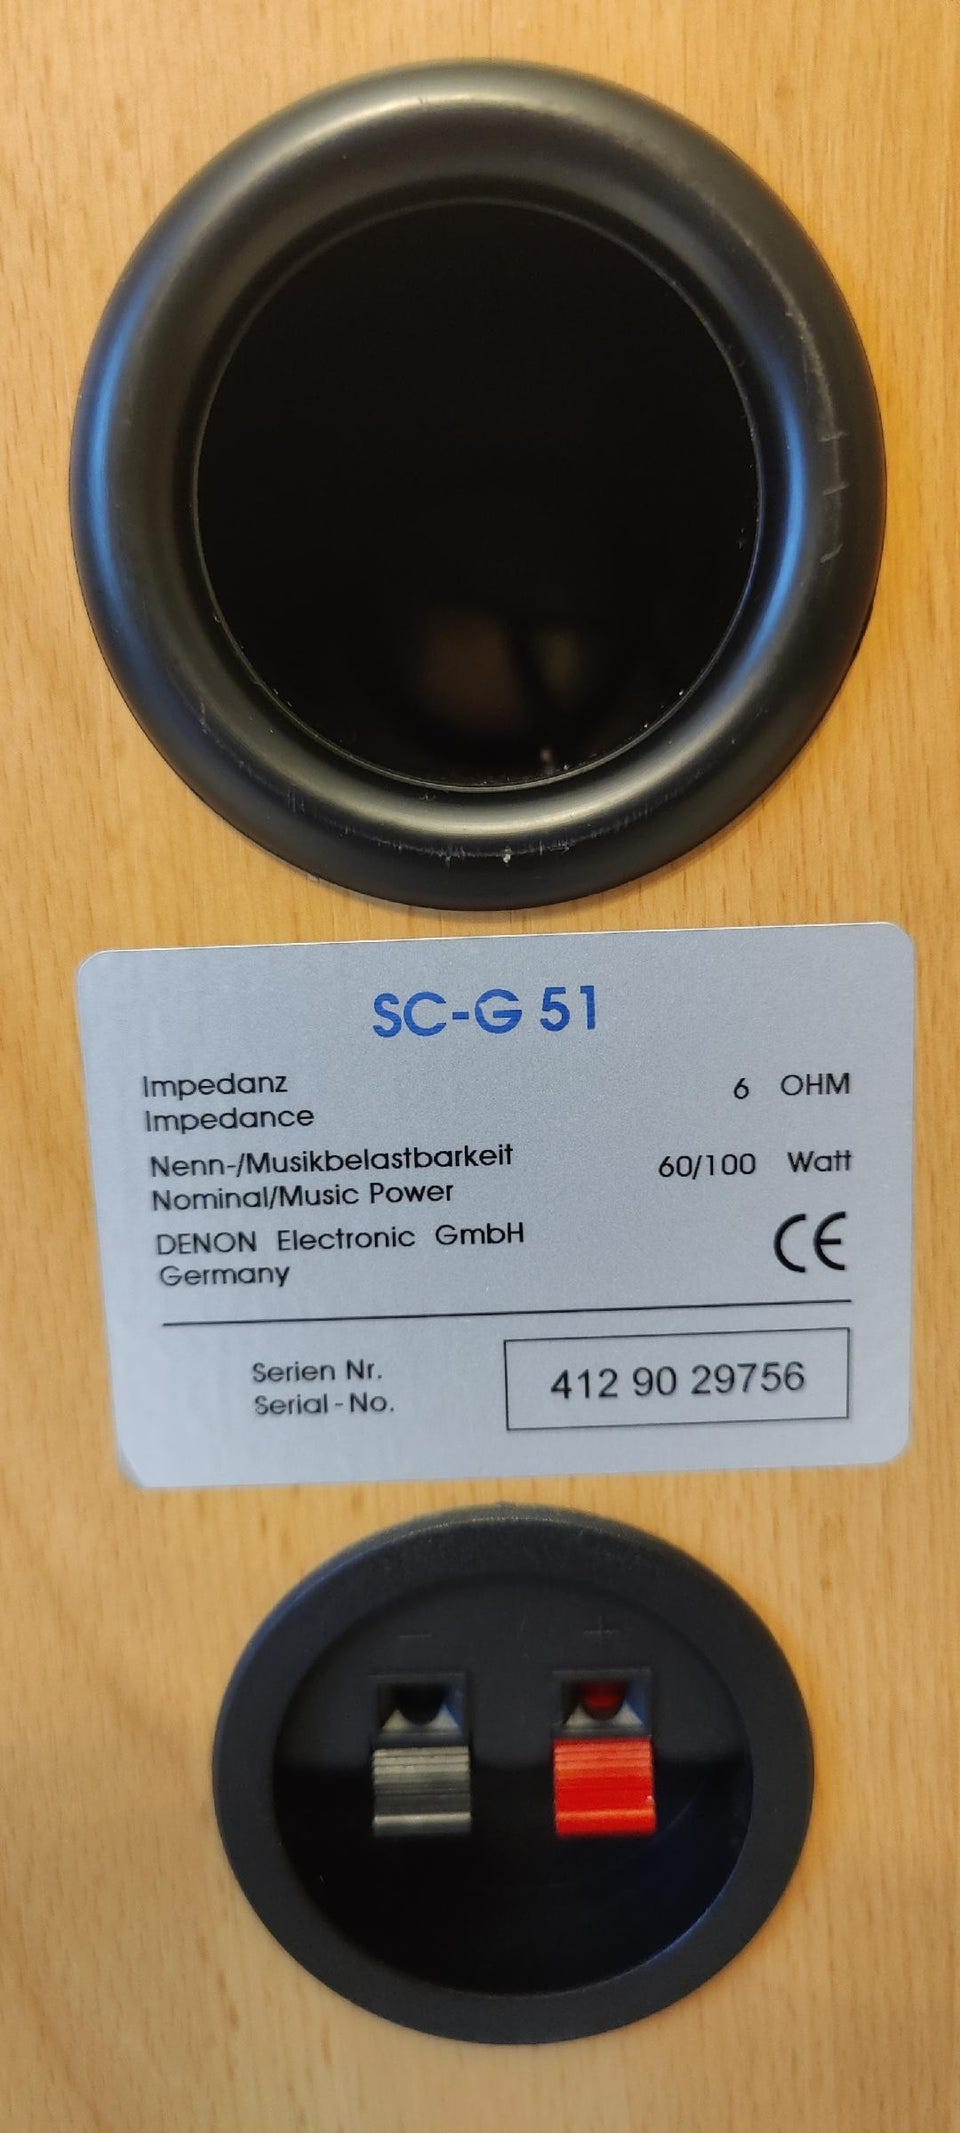 SC-G 51
Impedanz
Impedance
6 OHM
Nenn-/Musikbelastbarkeit
Nominal/Music Power
60/100 Watt
DENON Electronic GmbH
Germany
CE
Serien Nr.
Serial-No.
412 90 29756
- +